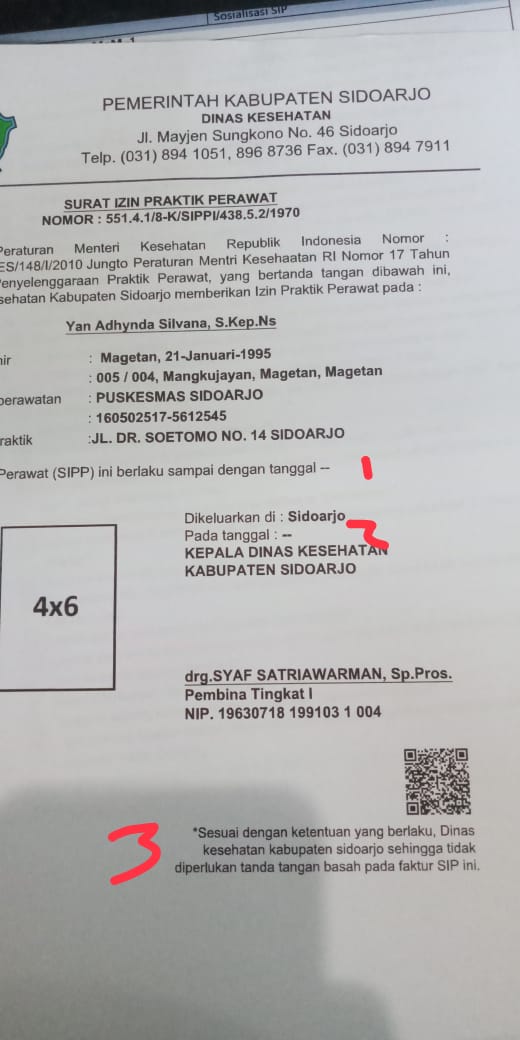 Sosialisasi SIP
PEMERINTAH KABUPATEN SIDOARJO
DINAS KESEHATAN
Jl. Mayjen Sungkono No. 46 Sidoarjo
Telp. (031) 894 1051, 896 8736 Fax. (031) 894 7911
SURAT IZIN PRAKTIK PERAWAT
NOMOR : 551.4.1/8-K/SIPPI/438.5.2/1970
Peraturan Menteri Kesehatan Republik Indonesia Nomor :
ES/148/I/2010 Jungto Peraturan Mentri Kesehaatan RI Nomor 17 Tahun
Penyelenggaraan Praktik Perawat, yang bertanda tangan dibawah ini,
sehatan Kabupaten Sidoarjo memberikan Izin Praktik Perawat pada :
Yan Adhynda Silvana, S.Kep.Ns
hir : Magetan, 21-Januari-1995
: 005 / 004, Mangkujayan, Magetan, Magetan
perawatan : PUSKESMAS SIDOARJO
: 160502517-5612545
raktik :JL. DR. SOETOMO NO. 14 SIDOARJO
Perawat (SIPP) ini berlaku sampai dengan tanggal --
1
Dikeluarkan di : Sidoarjo
2
Pada tanggal : --
KEPALA DINAS KESEHATAN
KABUPATEN SIDOARJO
4x6
drg.SYAF SATRIAWARMAN, Sp.Pros.
Pembina Tingkat I
NIP. 19630718 199103 1 004
3
*Sesuai dengan ketentuan yang berlaku, Dinas
kesehatan kabupaten sidoarjo sehingga tidak
diperlukan tanda tangan basah pada faktur SIP ini.